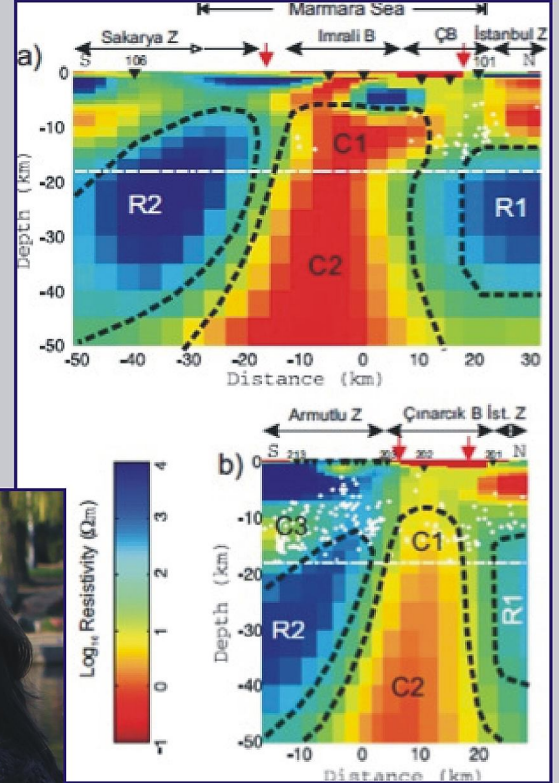 Marmara Sea
Sakarya Z Imrali B ÇB İstanbul Z
a) S 106 101 N
0
-10
-20
-30
-40
-50
Depth (km)
C1
R2 R1
C2
-50 -40 -30 -20 -10 0 10 20 30
Distance (km)
Armutlu Z Çınarcık B İst. Z
b) S 213 202 201 N
0
-10
-20
-30
-40
-50
Depth (km)
C3 C1
R2 R1
C2
-10 0 10 20
Distance (km)
4
3
2
1
0
-1
Log10 Resistivity (Ωm)